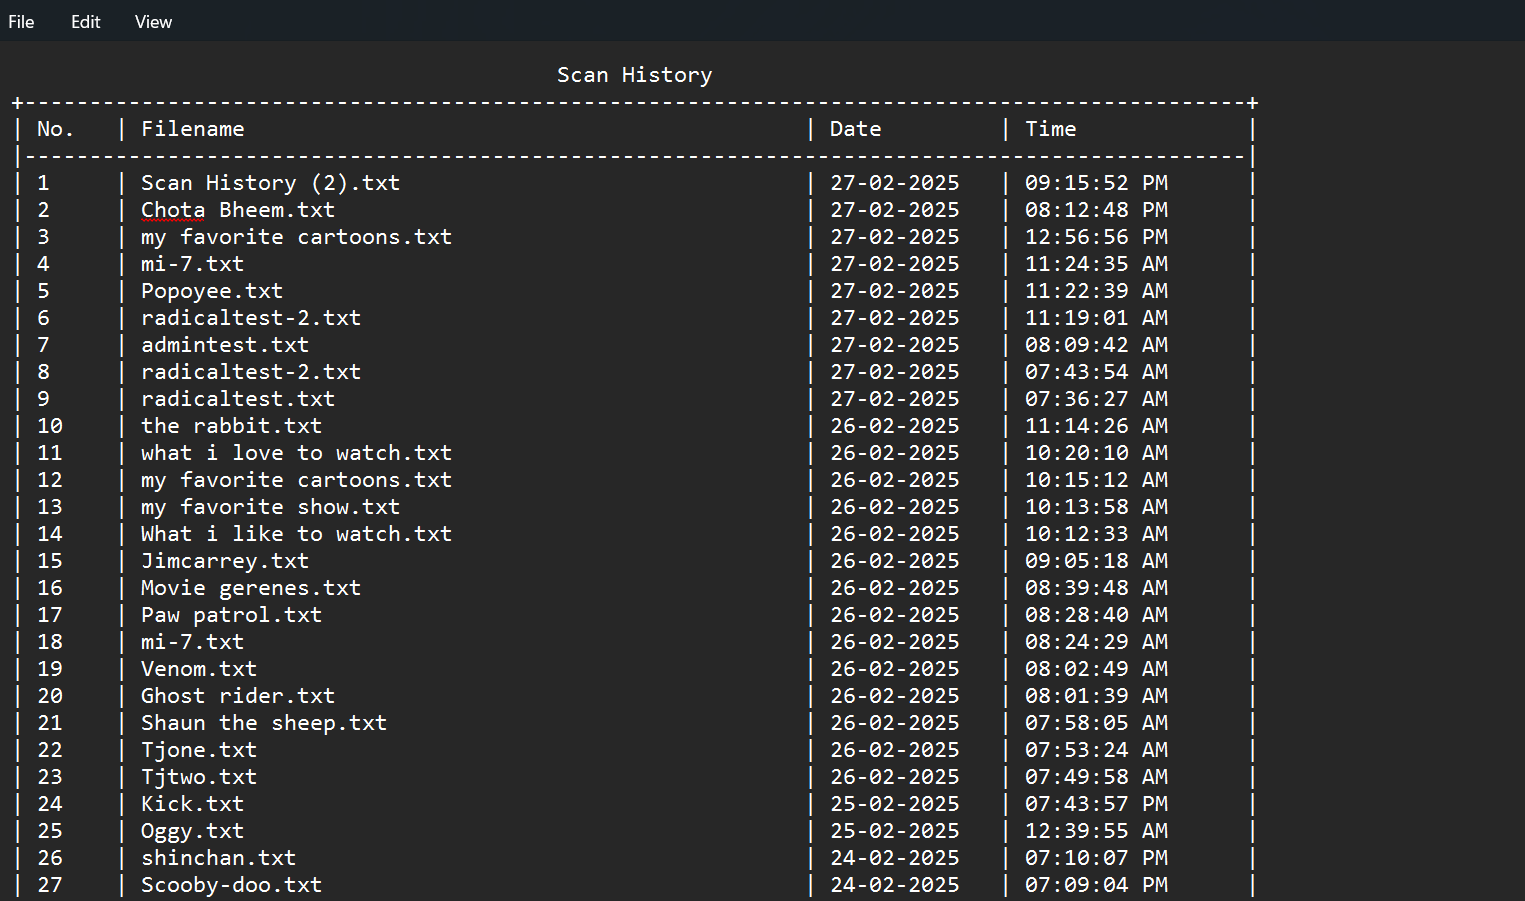 File Edit View
Scan History
+----------------------------------------------------------------------------------------------+
| No. | Filename | Date | Time |
|----------------------------------------------------------------------------------------------|
| 1 | Scan History (2).txt | 27-02-2025 | 09:15:52 PM |
| 2 | Chota Bheem.txt | 27-02-2025 | 08:12:48 PM |
| 3 | my favorite cartoons.txt | 27-02-2025 | 12:56:56 PM |
| 4 | mi-7.txt | 27-02-2025 | 11:24:35 AM |
| 5 | Popoyee.txt | 27-02-2025 | 11:22:39 AM |
| 6 | radicaltest-2.txt | 27-02-2025 | 11:19:01 AM |
| 7 | admintest.txt | 27-02-2025 | 08:09:42 AM |
| 8 | radicaltest-2.txt | 27-02-2025 | 07:43:54 AM |
| 9 | radicaltest.txt | 27-02-2025 | 07:36:27 AM |
| 10 | the rabbit.txt | 26-02-2025 | 11:14:26 AM |
| 11 | what i love to watch.txt | 26-02-2025 | 10:20:10 AM |
| 12 | my favorite cartoons.txt | 26-02-2025 | 10:15:12 AM |
| 13 | my favorite show.txt | 26-02-2025 | 10:13:58 AM |
| 14 | What i like to watch.txt | 26-02-2025 | 10:12:33 AM |
| 15 | Jimcarrey.txt | 26-02-2025 | 09:05:18 AM |
| 16 | Movie gerenes.txt | 26-02-2025 | 08:39:48 AM |
| 17 | Paw patrol.txt | 26-02-2025 | 08:28:40 AM |
| 18 | mi-7.txt | 26-02-2025 | 08:24:29 AM |
| 19 | Venom.txt | 26-02-2025 | 08:02:49 AM |
| 20 | Ghost rider.txt | 26-02-2025 | 08:01:39 AM |
| 21 | Shaun the sheep.txt | 26-02-2025 | 07:58:05 AM |
| 22 | Tjone.txt | 26-02-2025 | 07:53:24 AM |
| 23 | Tjtwo.txt | 26-02-2025 | 07:49:58 AM |
| 24 | Kick.txt | 25-02-2025 | 07:43:57 PM |
| 25 | Oggy.txt | 25-02-2025 | 12:39:55 AM |
| 26 | shinchan.txt | 24-02-2025 | 07:10:07 PM |
| 27 | Scooby-doo.txt | 24-02-2025 | 07:09:04 PM |